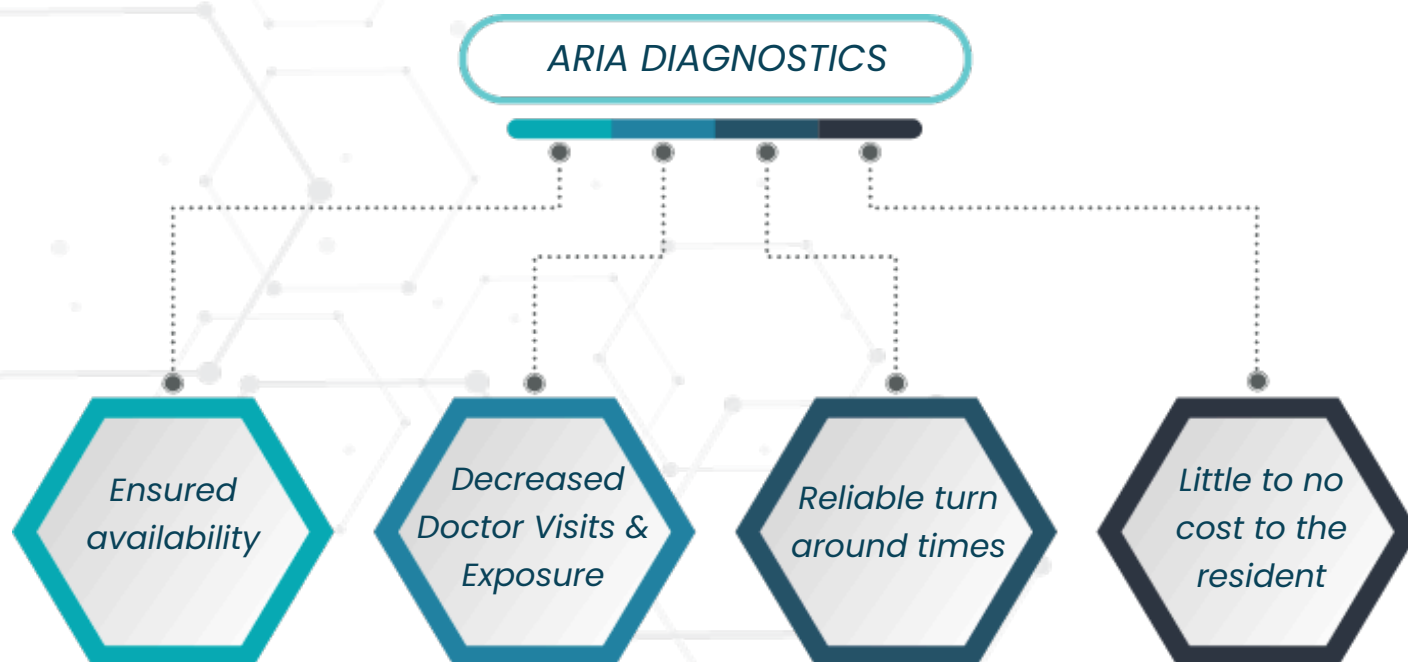 ARIA DIAGNOSTICS
Ensured
availability
Decreased
Doctor Visits &
Exposure
Reliable turn
around times
Little to no
cost to the
resident